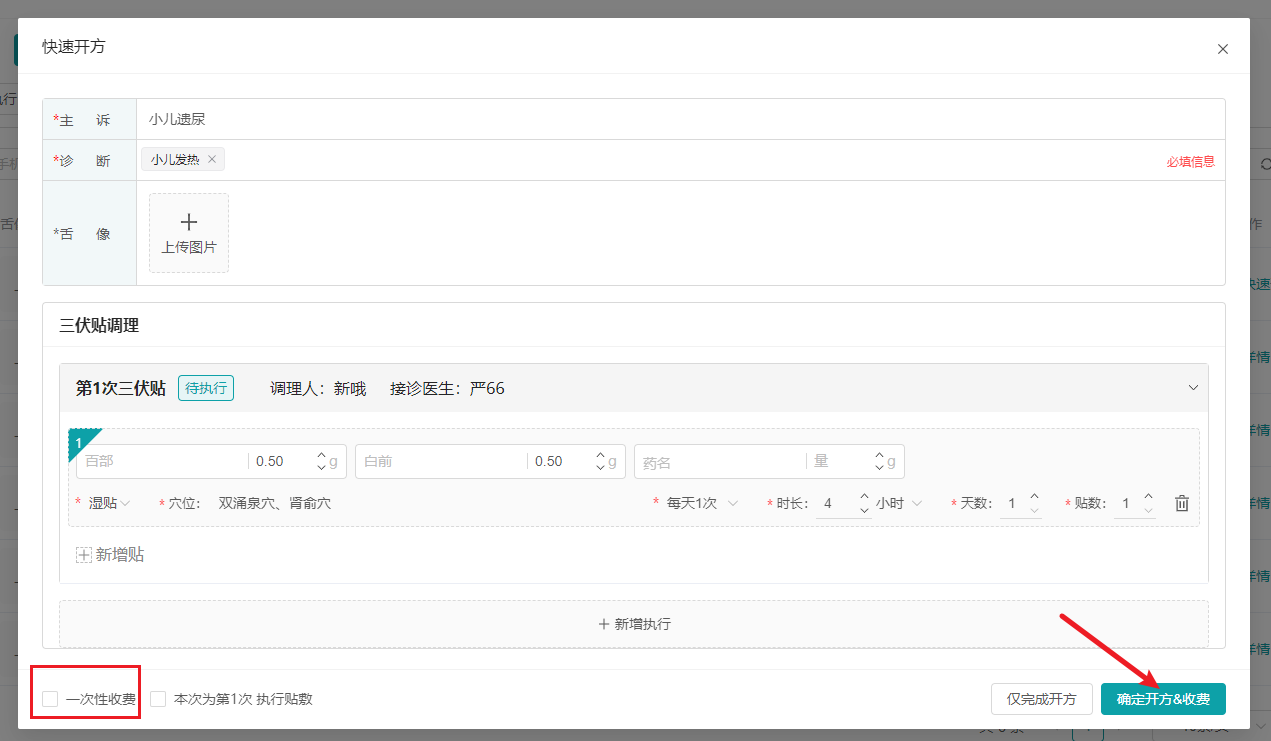 快速开方
*主 诉 小儿遗尿
*诊 断 小儿发热 必填信息
*舌 像 上传图片
三伏贴调理
第1次三伏贴 待执行 调理人：新哦 接诊医生：严66
1
百部 0.50 g 白前 0.50 g 药名 量 g
* 湿贴 * 穴位： 双涌泉穴、肾俞穴 * 每天1次 * 时长： 4 小时 * 天数： 1 * 贴数： 1
新增贴
新增执行
一次性收费 本次为第1次 执行贴敷 仅完成开方 确定开方&收费